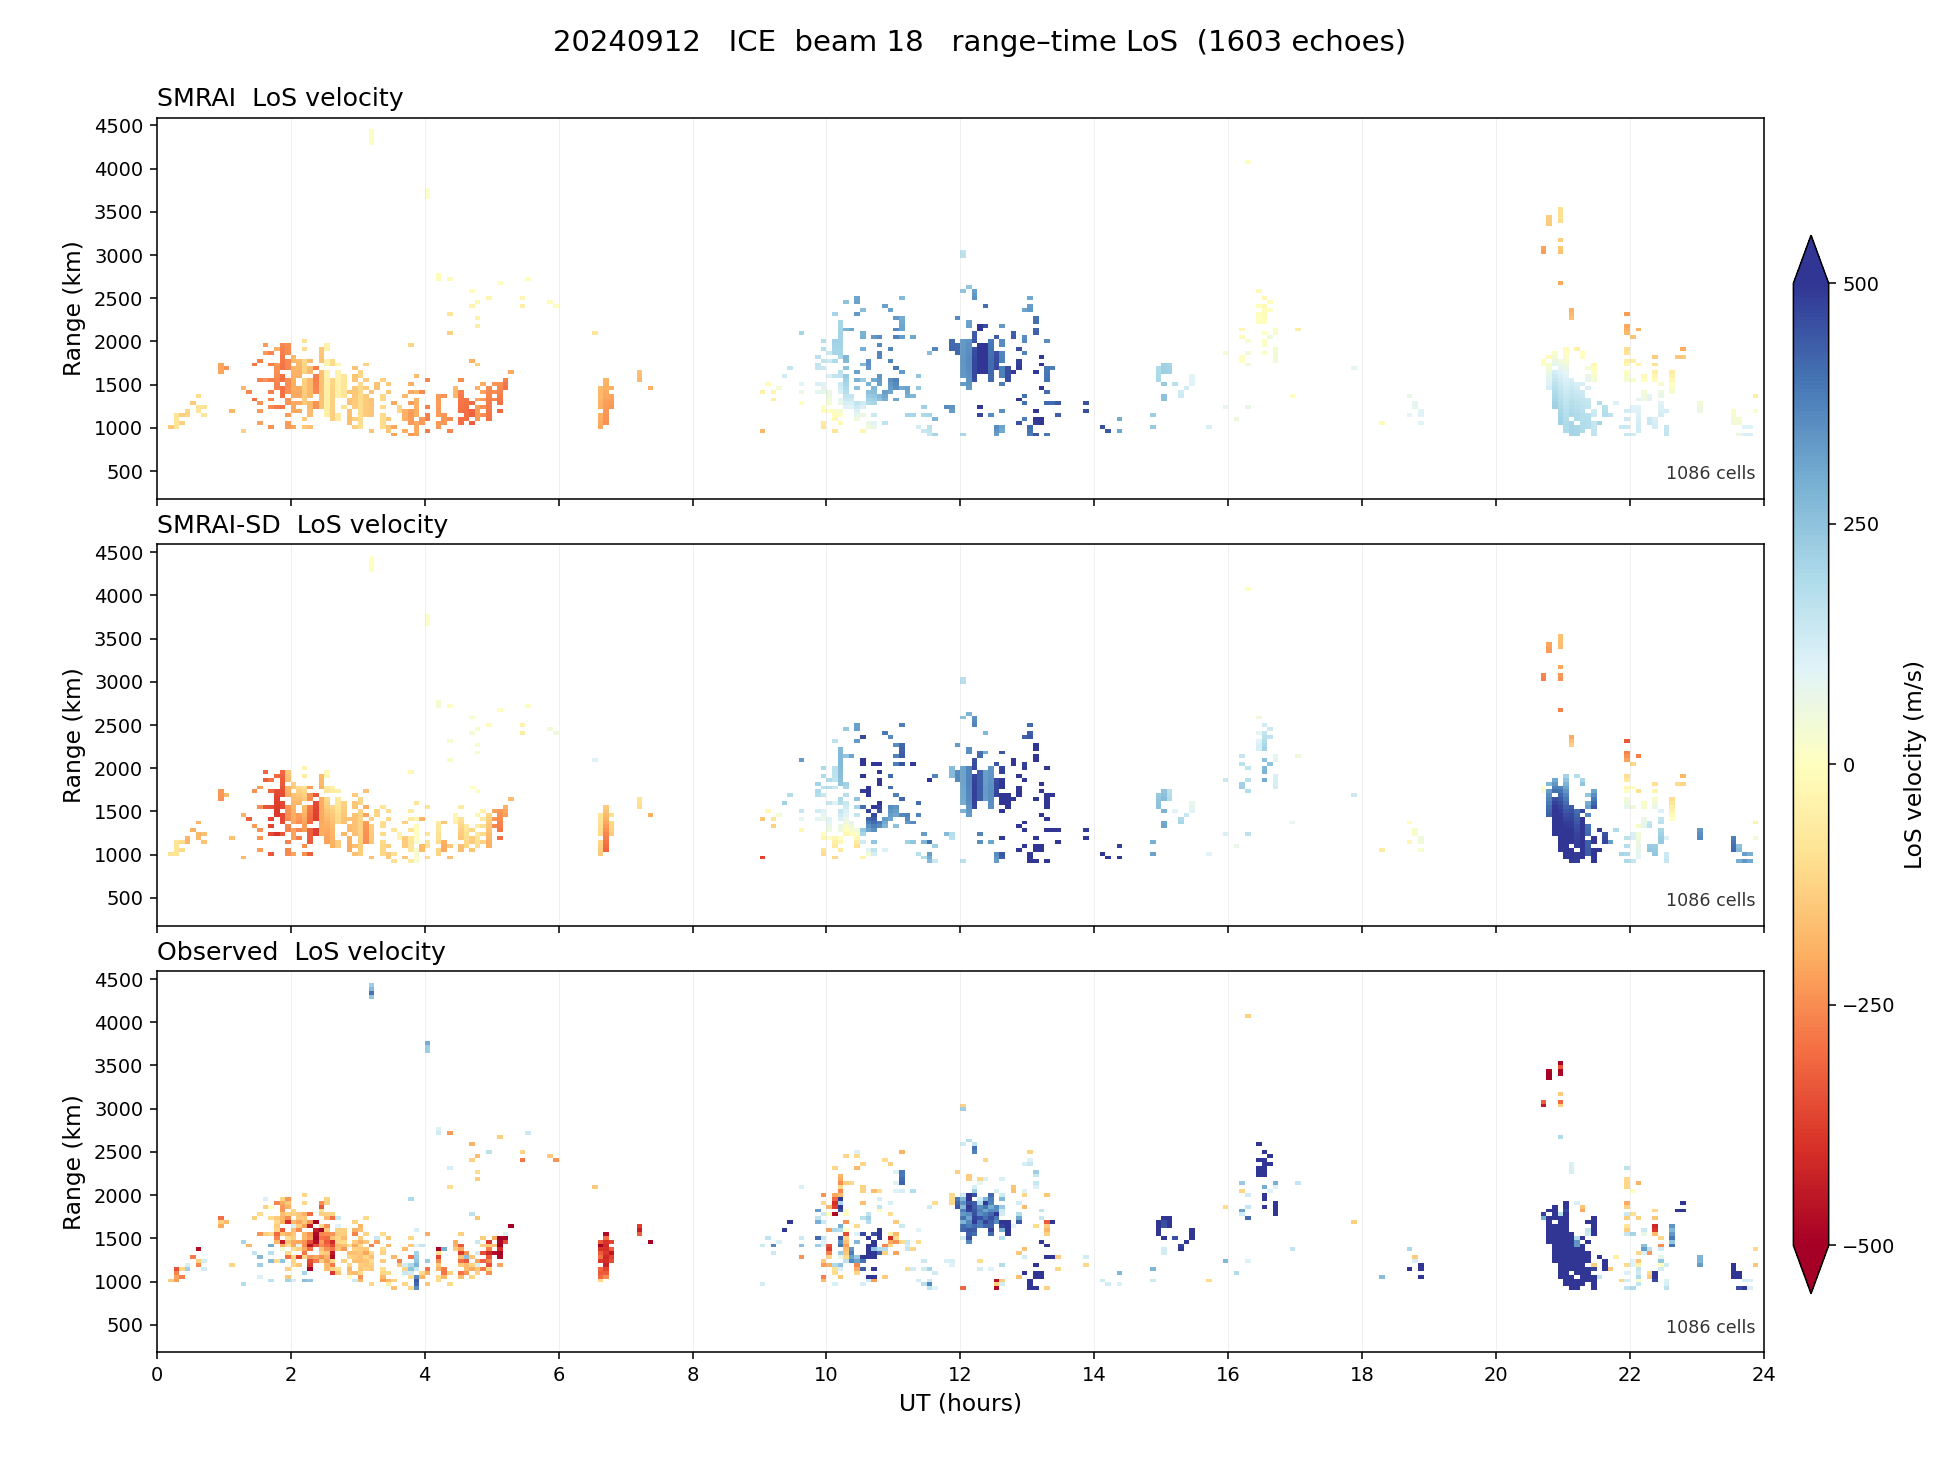 20240912   ICE  beam 18   range–time LoS  (1603 echoes)
SMRAI  LoS velocity
4500
4000
3500
3000
2500
2000
1500
1000
500
Range (km)
1086 cells
SMRAI-SD  LoS velocity
4500
4000
3500
3000
2500
2000
1500
1000
500
Range (km)
1086 cells
Observed  LoS velocity
4500
4000
3500
3000
2500
2000
1500
1000
500
Range (km)
1086 cells
0 2 4 6 8 10 12 14 16 18 20 22 24
UT (hours)
500
250
0
−250
−500
LoS velocity (m/s)